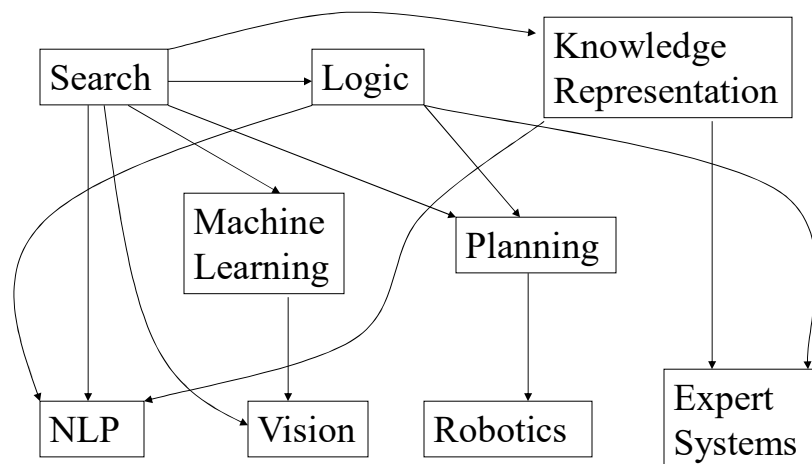 Search
Logic
Knowledge
Representation
Machine
Learning
Planning
NLP
Vision
Robotics
Expert
Systems